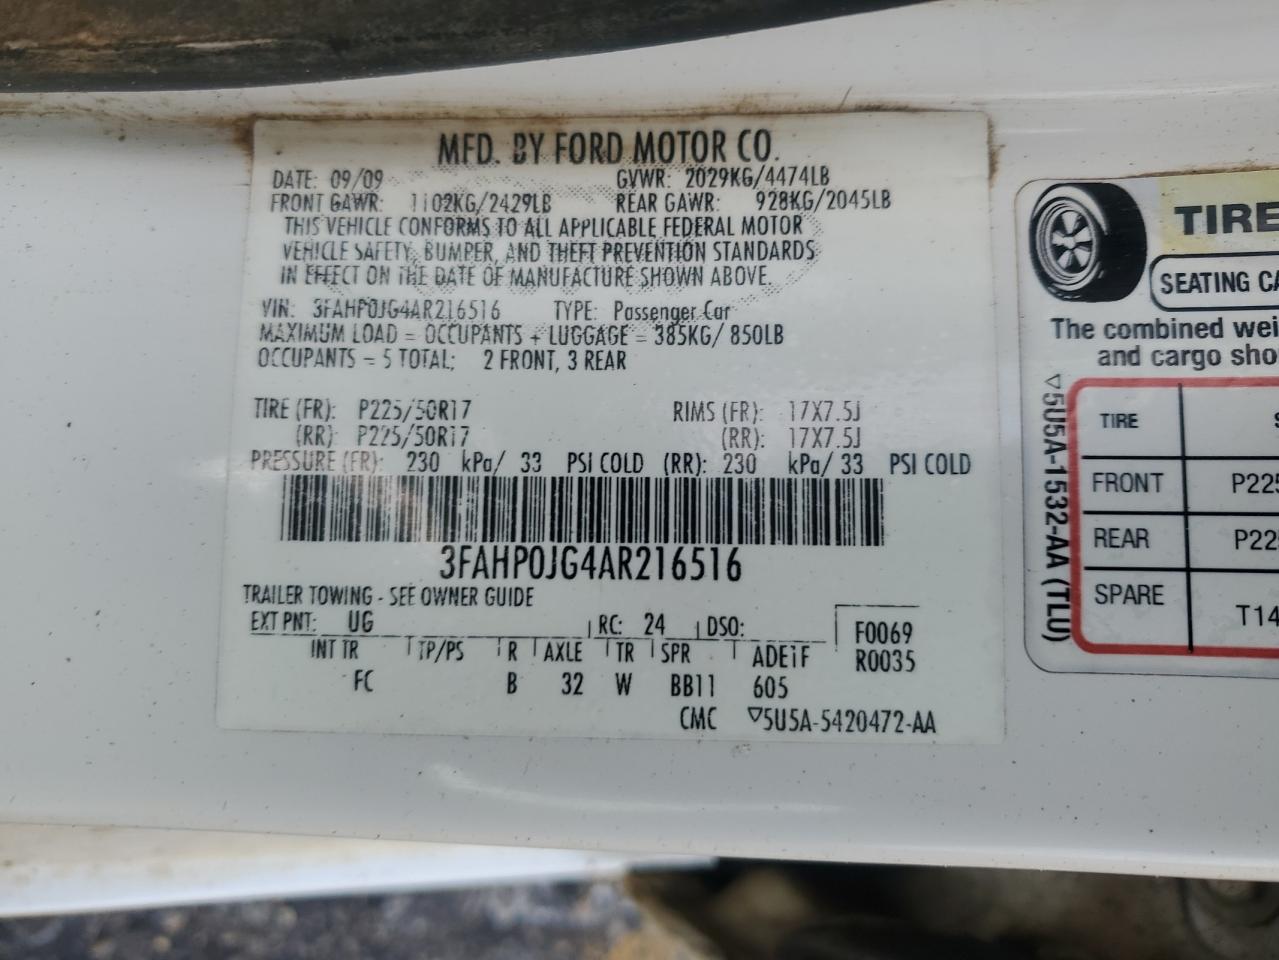 MFD. BY FORD MOTOR CO.
DATE: 09/09 GVWR: 2029KG/4474LB
FRONT GAWR: 1102KG/2429LB REAR GAWR: 928KG/2045LB
THIS VEHICLE CONFORMS TO ALL APPLICABLE FEDERAL MOTOR
VEHICLE SAFETY, BUMPER, AND THEFT PREVENTION STANDARDS
IN EFFECT ON THE DATE OF MANUFACTURE SHOWN ABOVE.
VIN: 3FAHP0JG4AR216516 TYPE: Passenger Car
MAXIMUM LOAD = OCCUPANTS + LUGGAGE = 385KG/ 850LB
OCCUPANTS = 5 TOTAL; 2 FRONT, 3 REAR
TIRE (FR): P225/50R17 RIMS (FR): 17X7.5J
(RR): P225/50R17 (RR): 17X7.5J
PRESSURE (FR): 230 kPa/ 33 PSI COLD (RR): 230 kPa/ 33 PSI COLD
3FAHP0JG4AR216516
TRAILER TOWING - SEE OWNER GUIDE
EXT PNT: UG RC: 24 DSO: F0069
INT TR TP/PS R AXLE TR SPR ADEIF R0035
FC B 32 W BB11 605
CMC ▽5U5A-5420472-AA
TIRE
SEATING CA
The combined wei
and cargo sho
▽5U5A-1532-AA (TLU)
TIRE S
FRONT P225
REAR P22
SPARE T14